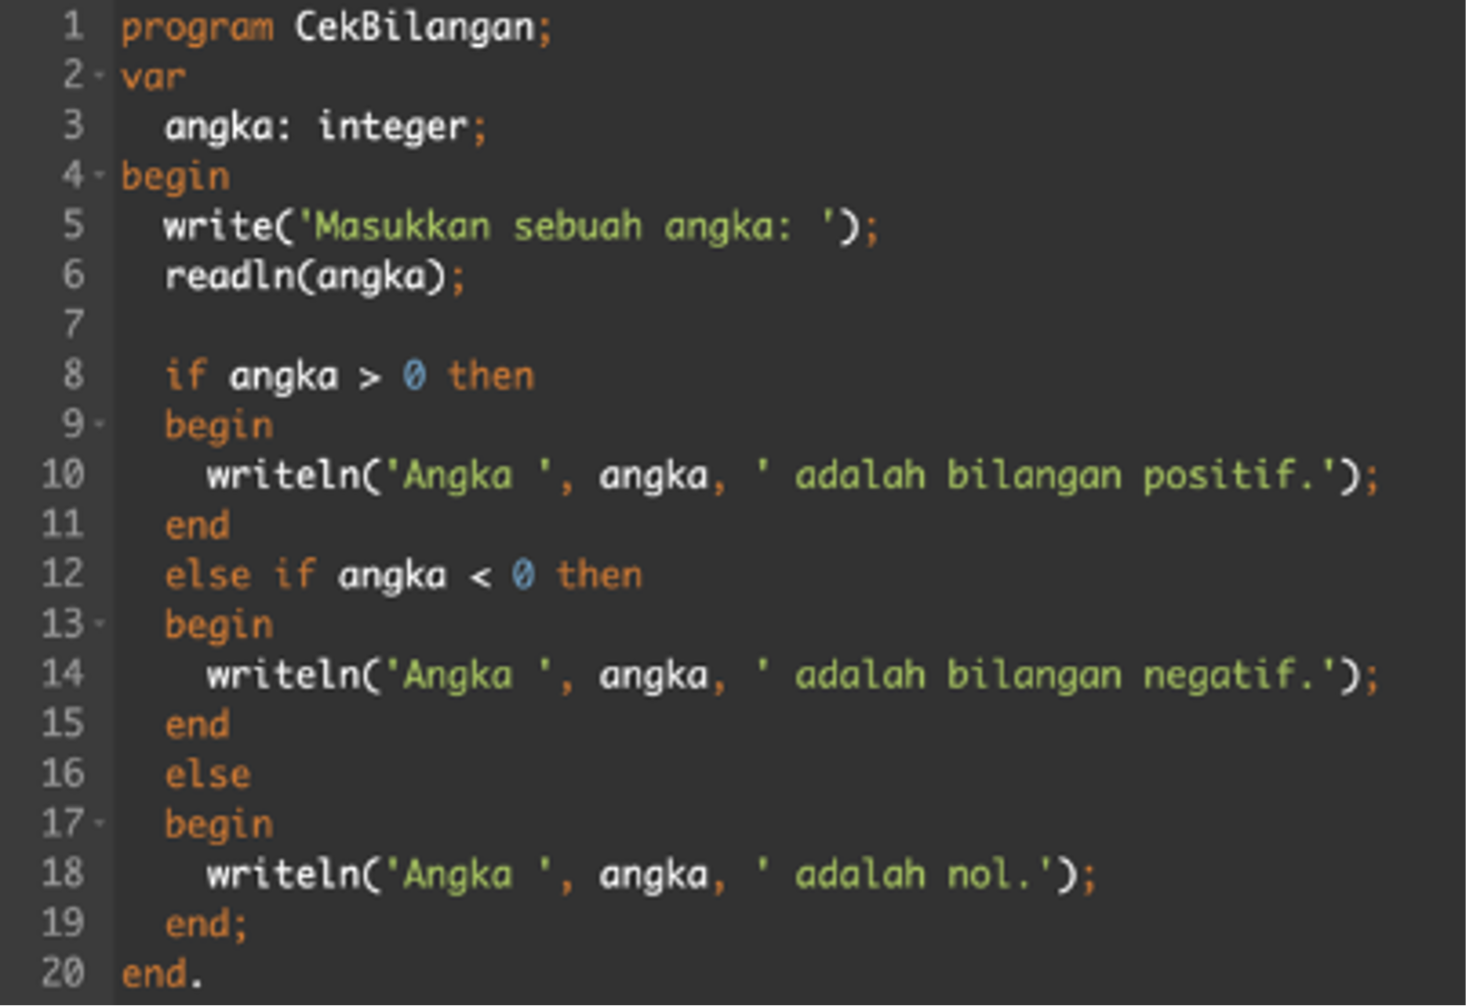 1 program CekBilangan;
2 var
3   angka: integer;
4 begin
5   write('Masukkan sebuah angka: ');
6   readln(angka);
7
8   if angka > 0 then
9   begin
10     writeln('Angka ', angka, ' adalah bilangan positif.');
11   end
12   else if angka < 0 then
13   begin
14     writeln('Angka ', angka, ' adalah bilangan negatif.');
15   end
16   else
17   begin
18     writeln('Angka ', angka, ' adalah nol.');
19   end;
20 end.